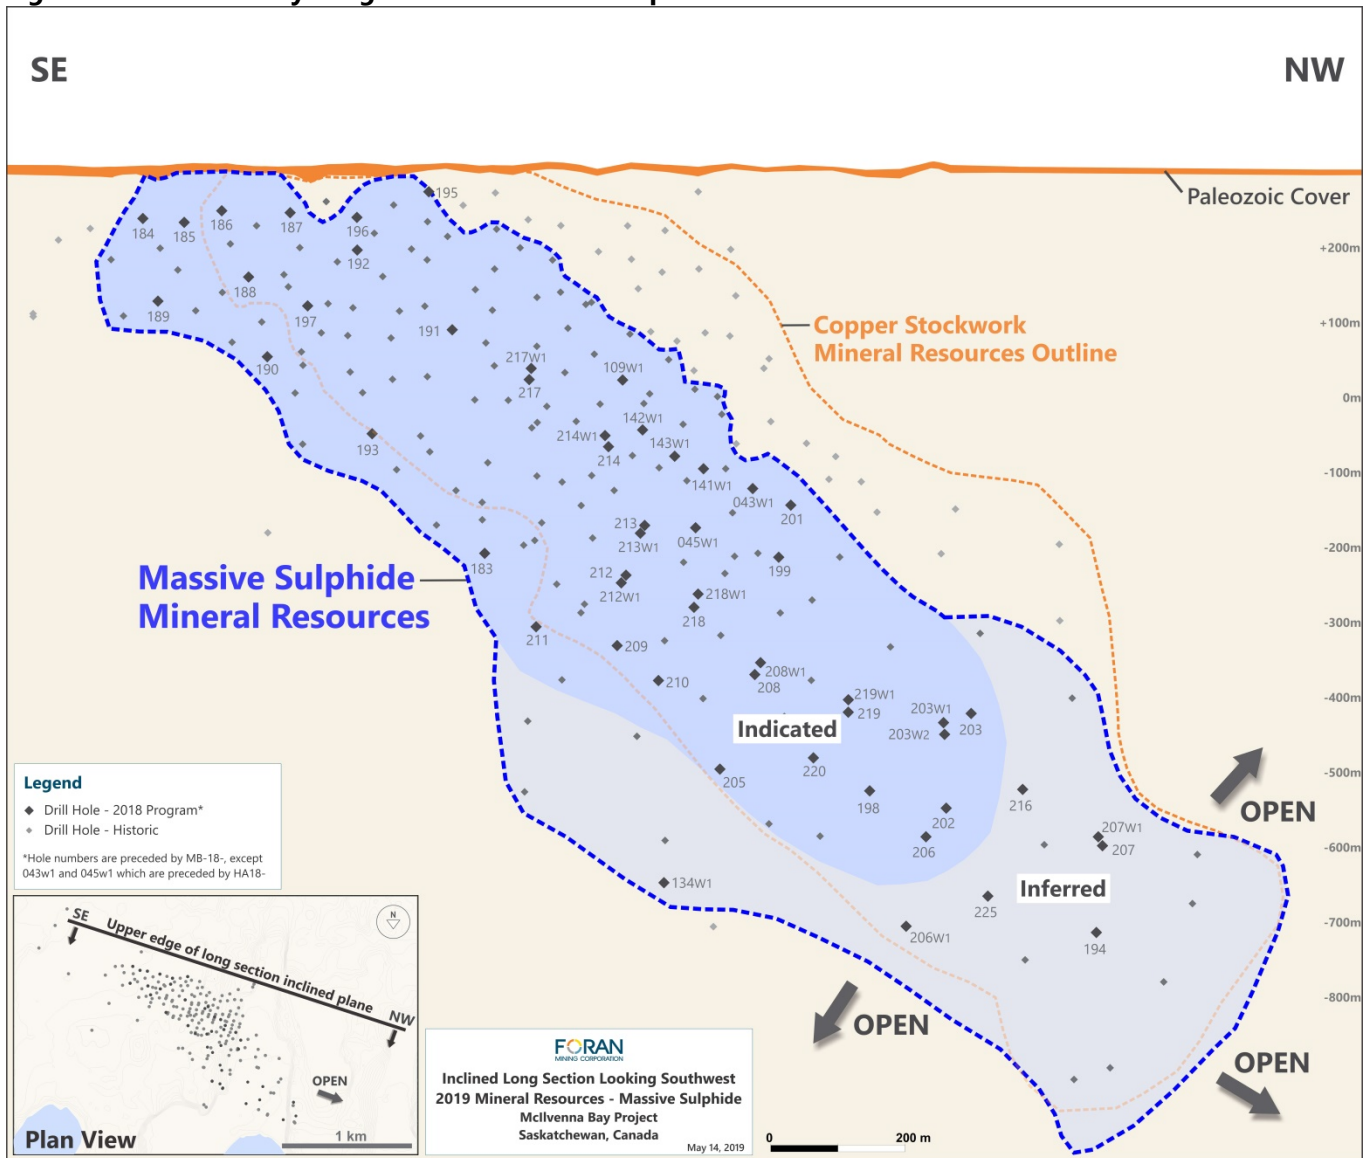 SE
NW
Paleozoic Cover
195
184
185
186
187
196
192
188
189
197
191
190
217W1
217
109W1
193
142W1
214W1
214
143W1
141W1
043W1
201
213
213W1
045W1
199
183
212
212W1
218W1
218
211
209
210
208W1
208
219W1
219
203W1
203W2
203
205
220
198
202
206
216
207W1
207
134W1
225
206W1
194
+200m
+100m
0m
-100m
-200m
-300m
-400m
-500m
-600m
-700m
-800m
Copper Stockwork
Mineral Resources Outline
Massive Sulphide
Mineral Resources
Indicated
Inferred
OPEN
OPEN
OPEN
Legend
Drill Hole - 2018 Program*
Drill Hole - Historic
*Hole numbers are preceded by MB-18-, except
043w1 and 045w1 which are preceded by HA18-
SE
Upper edge of long section inclined plane
NW
N
OPEN
Plan View
1 km
FORAN
MINING CORPORATION
Inclined Long Section Looking Southwest
2019 Mineral Resources - Massive Sulphide
McIlvenna Bay Project
Saskatchewan, Canada
May 14, 2019
0 200 m